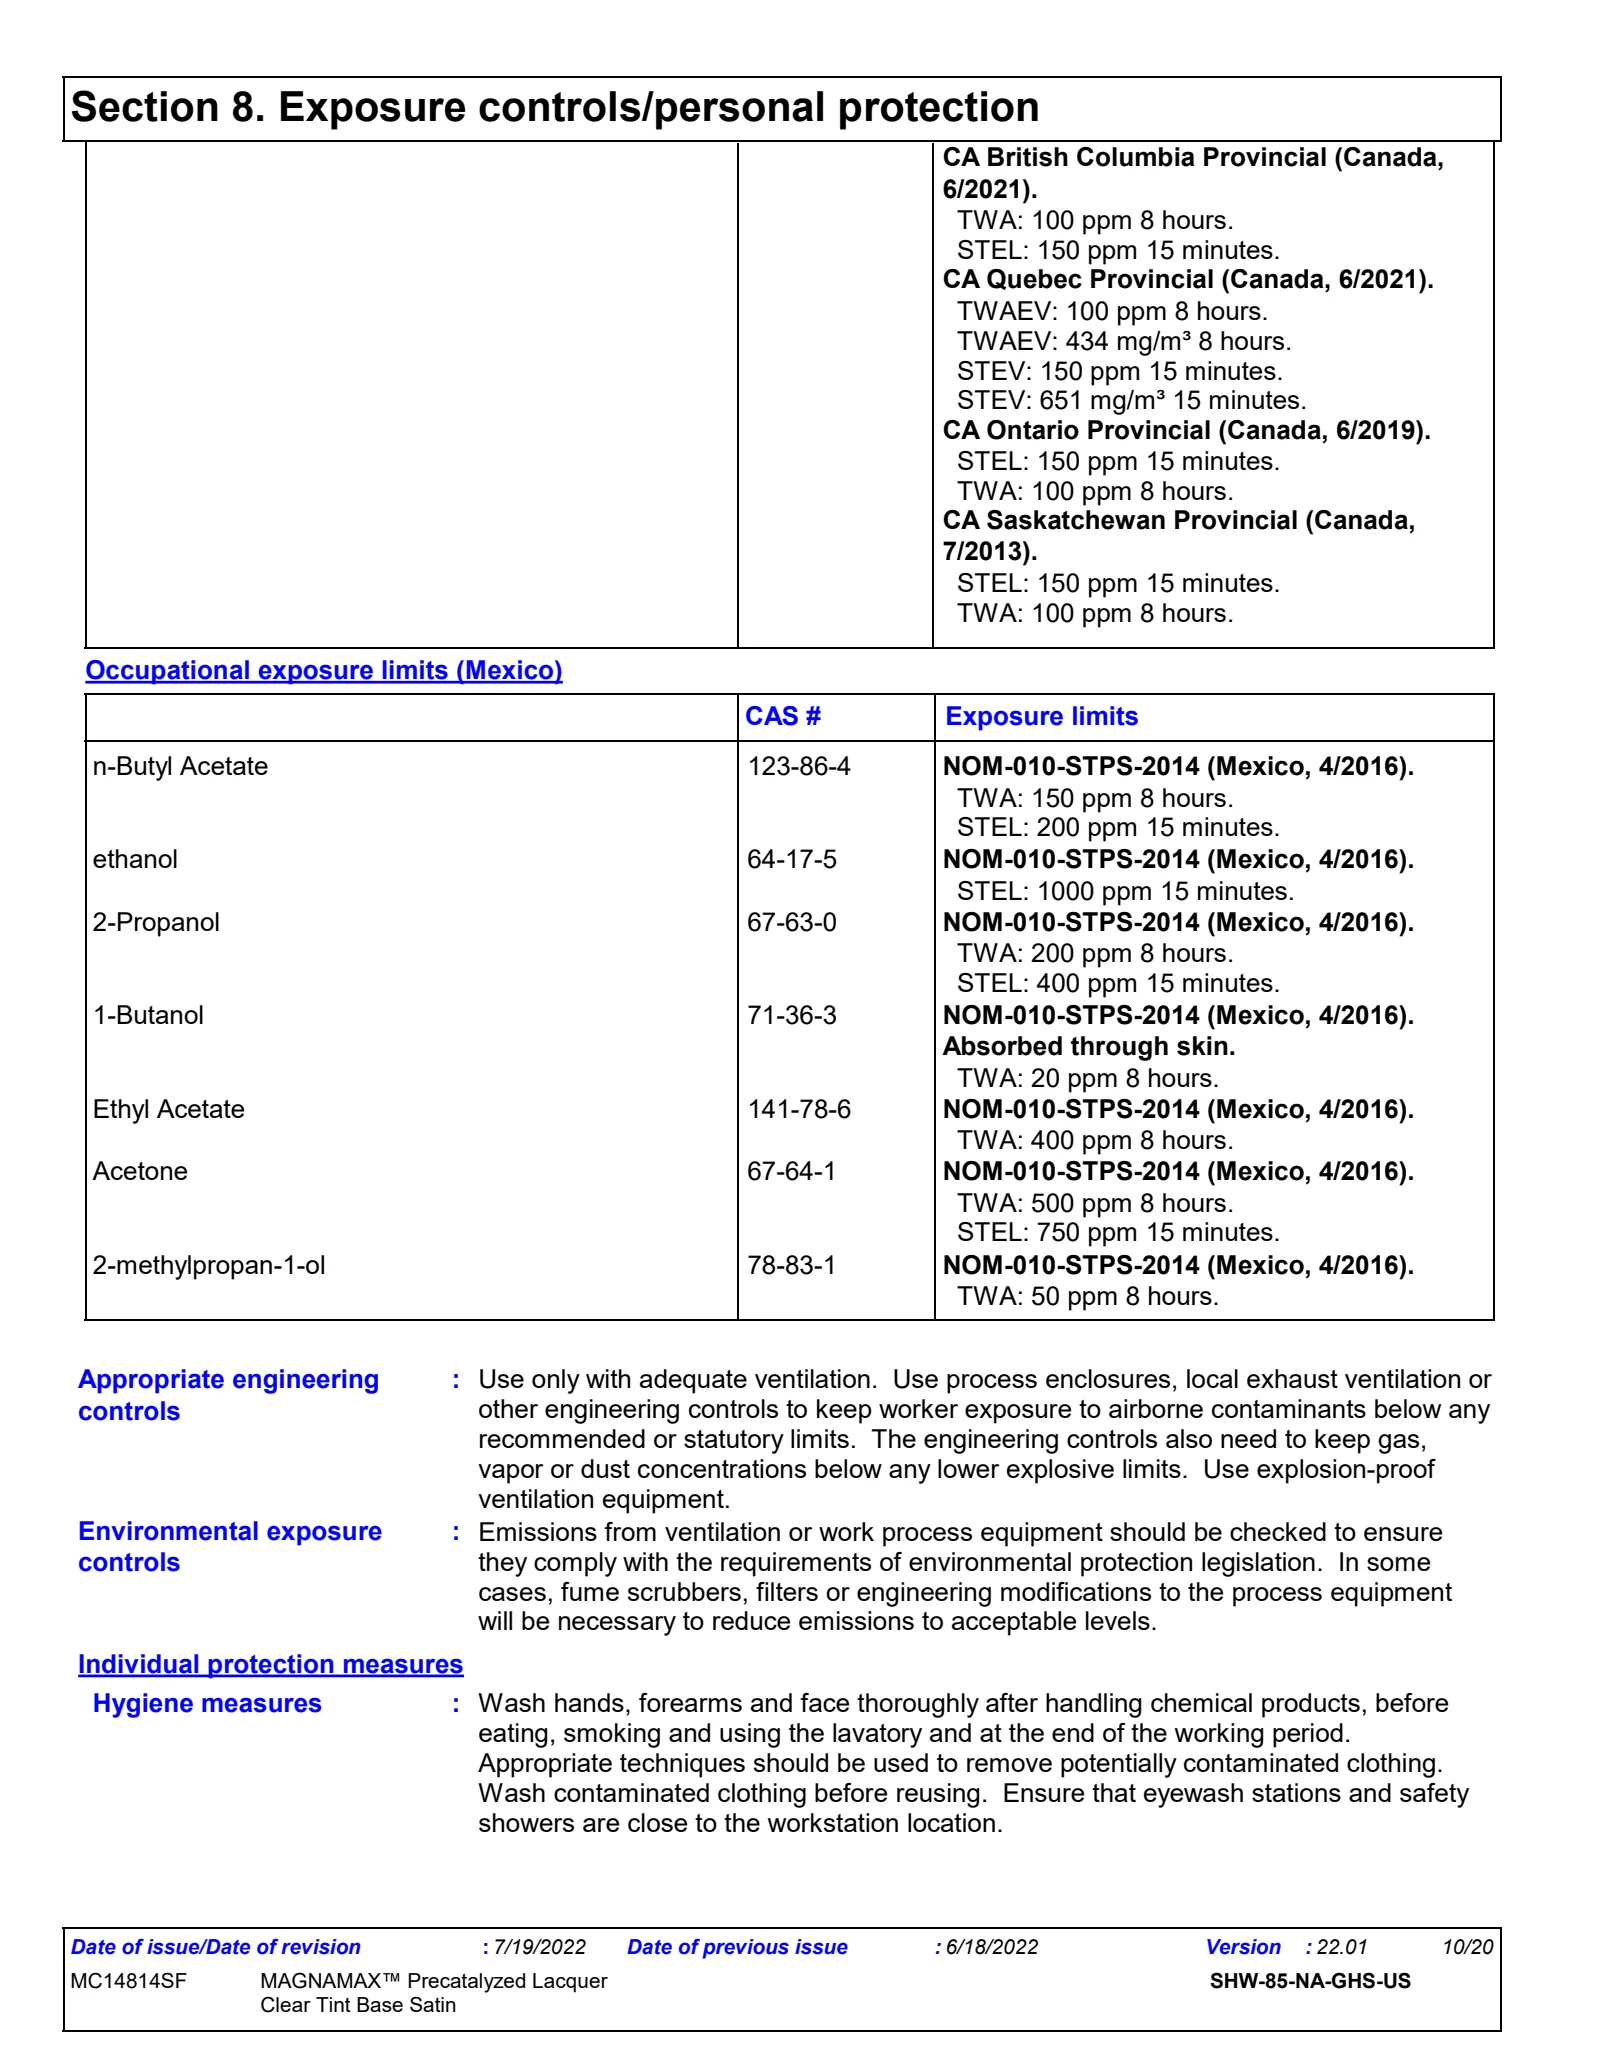 Section 8. Exposure controls/personal protection
CA British Columbia Provincial (Canada,
6/2021).
TWA: 100 ppm 8 hours.
STEL: 150 ppm 15 minutes.
CA Quebec Provincial (Canada, 6/2021).
TWAEV: 100 ppm 8 hours.
TWAEV: 434 mg/m³ 8 hours.
STEV: 150 ppm 15 minutes.
STEV: 651 mg/m³ 15 minutes.
CA Ontario Provincial (Canada, 6/2019).
STEL: 150 ppm 15 minutes.
TWA: 100 ppm 8 hours.
CA Saskatchewan Provincial (Canada,
7/2013).
STEL: 150 ppm 15 minutes.
TWA: 100 ppm 8 hours.
Occupational exposure limits (Mexico)
CAS # Exposure limits
n-Butyl Acetate 123-86-4 NOM-010-STPS-2014 (Mexico, 4/2016).
TWA: 150 ppm 8 hours.
STEL: 200 ppm 15 minutes.
ethanol 64-17-5 NOM-010-STPS-2014 (Mexico, 4/2016).
STEL: 1000 ppm 15 minutes.
2-Propanol 67-63-0 NOM-010-STPS-2014 (Mexico, 4/2016).
TWA: 200 ppm 8 hours.
STEL: 400 ppm 15 minutes.
1-Butanol 71-36-3 NOM-010-STPS-2014 (Mexico, 4/2016).
Absorbed through skin.
TWA: 20 ppm 8 hours.
Ethyl Acetate 141-78-6 NOM-010-STPS-2014 (Mexico, 4/2016).
TWA: 400 ppm 8 hours.
Acetone 67-64-1 NOM-010-STPS-2014 (Mexico, 4/2016).
TWA: 500 ppm 8 hours.
STEL: 750 ppm 15 minutes.
2-methylpropan-1-ol 78-83-1 NOM-010-STPS-2014 (Mexico, 4/2016).
TWA: 50 ppm 8 hours.
Appropriate engineering : Use only with adequate ventilation. Use process enclosures, local exhaust ventilation or
controls other engineering controls to keep worker exposure to airborne contaminants below any
recommended or statutory limits. The engineering controls also need to keep gas,
vapor or dust concentrations below any lower explosive limits. Use explosion-proof
ventilation equipment.
Environmental exposure : Emissions from ventilation or work process equipment should be checked to ensure
controls they comply with the requirements of environmental protection legislation. In some
cases, fume scrubbers, filters or engineering modifications to the process equipment
will be necessary to reduce emissions to acceptable levels.
Individual protection measures
Hygiene measures : Wash hands, forearms and face thoroughly after handling chemical products, before
eating, smoking and using the lavatory and at the end of the working period.
Appropriate techniques should be used to remove potentially contaminated clothing.
Wash contaminated clothing before reusing. Ensure that eyewash stations and safety
showers are close to the workstation location.
Date of issue/Date of revision : 7/19/2022 Date of previous issue : 6/18/2022 Version : 22.01 10/20
MC14814SF MAGNAMAX™ Precatalyzed Lacquer SHW-85-NA-GHS-US
Clear Tint Base Satin